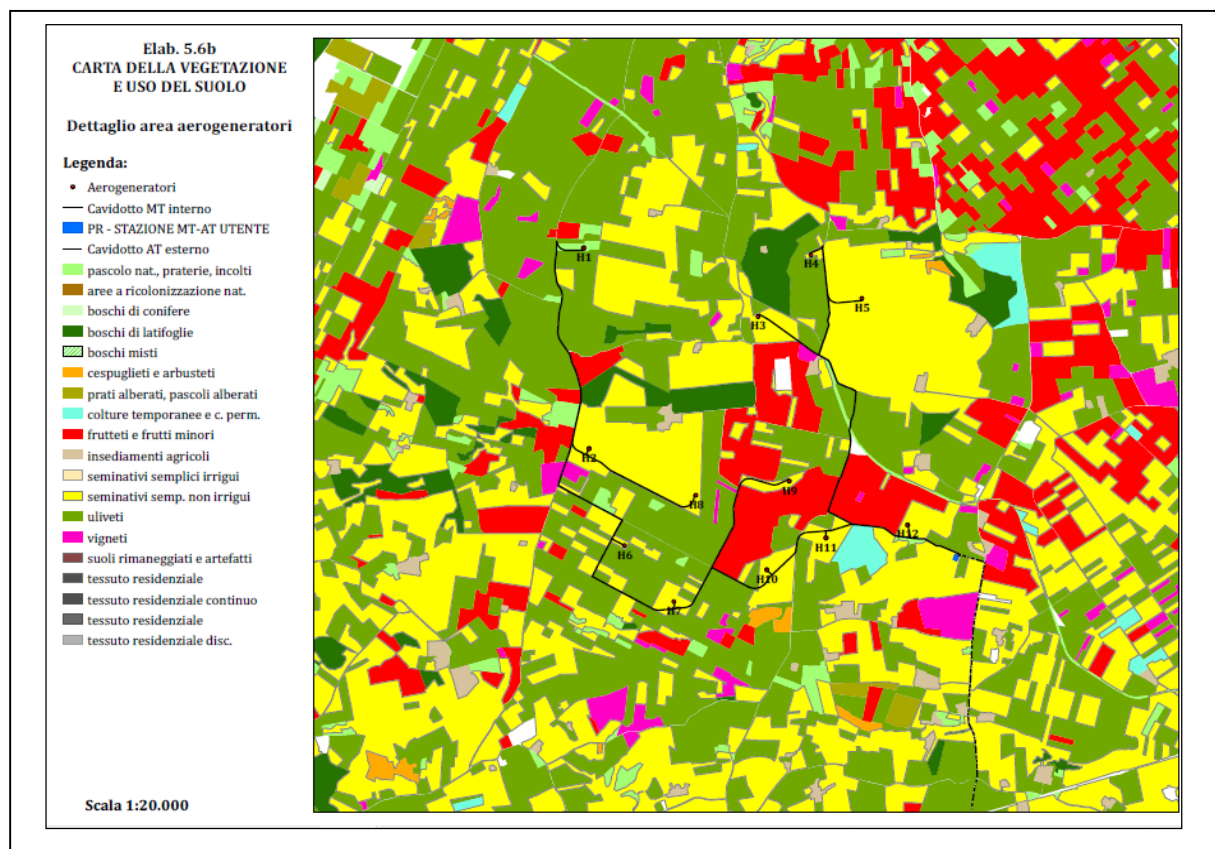 Elab. 5.6b
CARTA DELLA VEGETAZIONE
E USO DEL SUOLO
Dettaglio area aerogeneratori
Legenda:
Aerogeneratori
Cavidotto MT interno
PR - STAZIONE MT-AT UTENTE
Cavidotto AT esterno
pascolo nat., praterie, incolti
aree a ricolonizzazione nat.
boschi di conifere
boschi di latifoglie
boschi misti
cespuglieti e arbusteti
prati alberati, pascoli alberati
colture temporanee e c. perm.
frutteti e frutti minori
insediamenti agricoli
seminativi semplici irrigui
seminativi semp. non irrigui
uliveti
vigneti
suoli rimaneggiati e artefatti
tessuto residenziale
tessuto residenziale continuo
tessuto residenziale
tessuto residenziale disc.
Scala 1:20.000
H1
H4
H5
H3
H2
H9
H8
H12
H11
H6
H10
H7